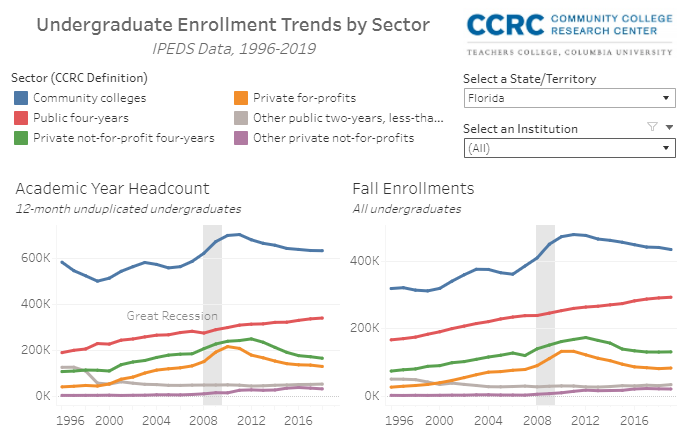 Undergraduate Enrollment Trends by Sector
IPEDS Data, 1996-2019
CCRC COMMUNITY COLLEGE
RESEARCH CENTER
TEACHERS COLLEGE, COLUMBIA UNIVERSITY
Sector (CCRC Definition)
Community colleges
Private for-profits
Public four-years
Other public two-years, less-tha...
Private not-for-profit four-years
Other private not-for-profits
Select a State/Territory
Florida
Select an Institution
(All)
Academic Year Headcount
12-month unduplicated undergraduates
600K
400K
200K
0K
Great Recession
1996 2000 2004 2008 2012 2016
Fall Enrollments
All undergraduates
400K
200K
0K
1996 2000 2004 2008 2012 2016